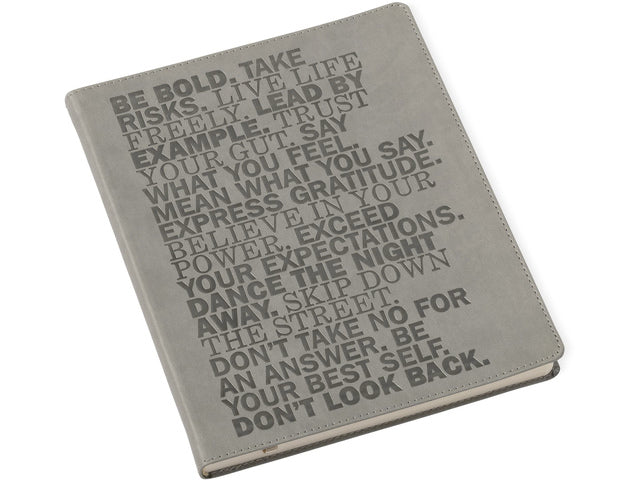 BE BOLD. TAKE
RISKS. LIVE LIFE
FREELY. LEAD BY
EXAMPLE. TRUST
YOUR GUT. SAY
WHAT YOU FEEL.
MEAN WHAT YOU SAY.
EXPRESS GRATITUDE.
BELIEVE IN YOUR
POWER. EXCEED
YOUR EXPECTATIONS.
DANCE THE NIGHT
AWAY. SKIP DOWN
THE STREET.
DON'T TAKE NO FOR
AN ANSWER. BE
YOUR BEST SELF.
DON'T LOOK BACK.